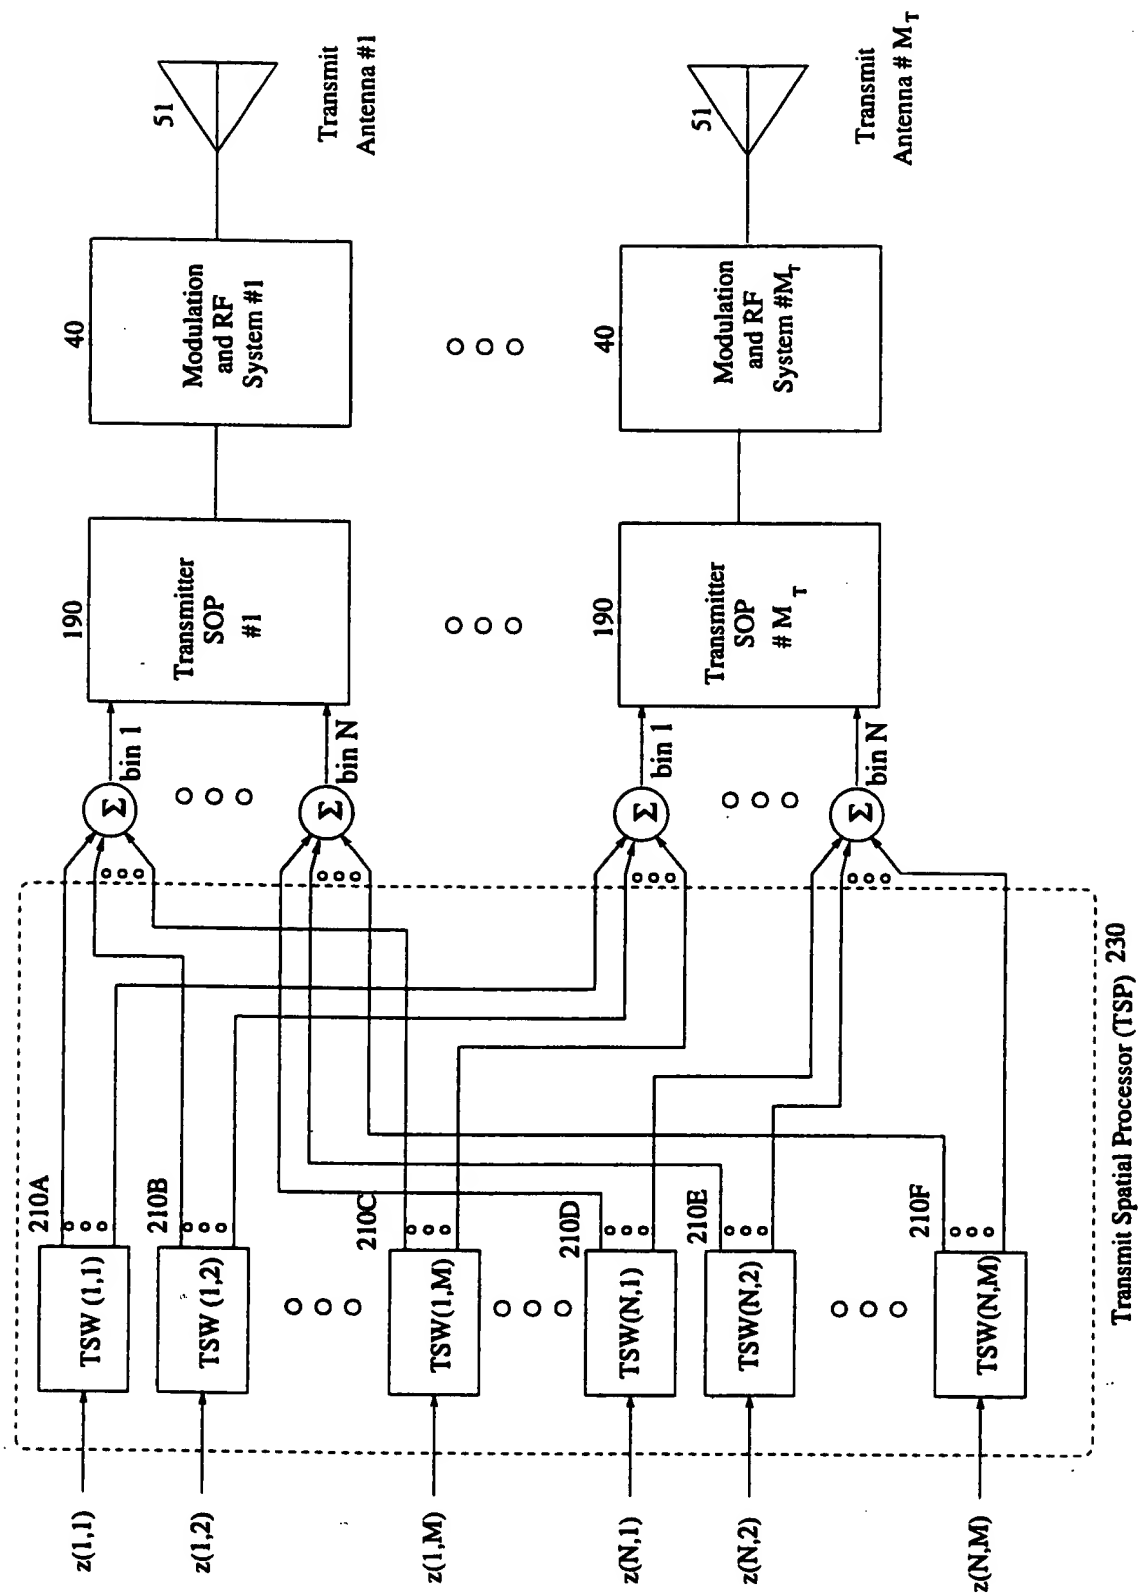 z(1,1)
z(1,2)
z(1,M)
z(N,1)
z(N,2)
z(N,M)
210A
TSW (1,1)
210B
TSW (1,2)
210C
TSW(1,M)
210D
TSW(N,1)
210E
TSW(N,2)
210F
TSW(N,M)
Transmit Spatial Processor (TSP) 230
Σ
bin 1
Σ
bin N
Σ
bin 1
Σ
bin N
190
Transmitter
SOP
#1
190
Transmitter
SOP
# M T
40
Modulation
and RF
System #1
40
Modulation
and RF
System #MT
51
Transmit
Antenna #1
51
Transmit
Antenna # MT